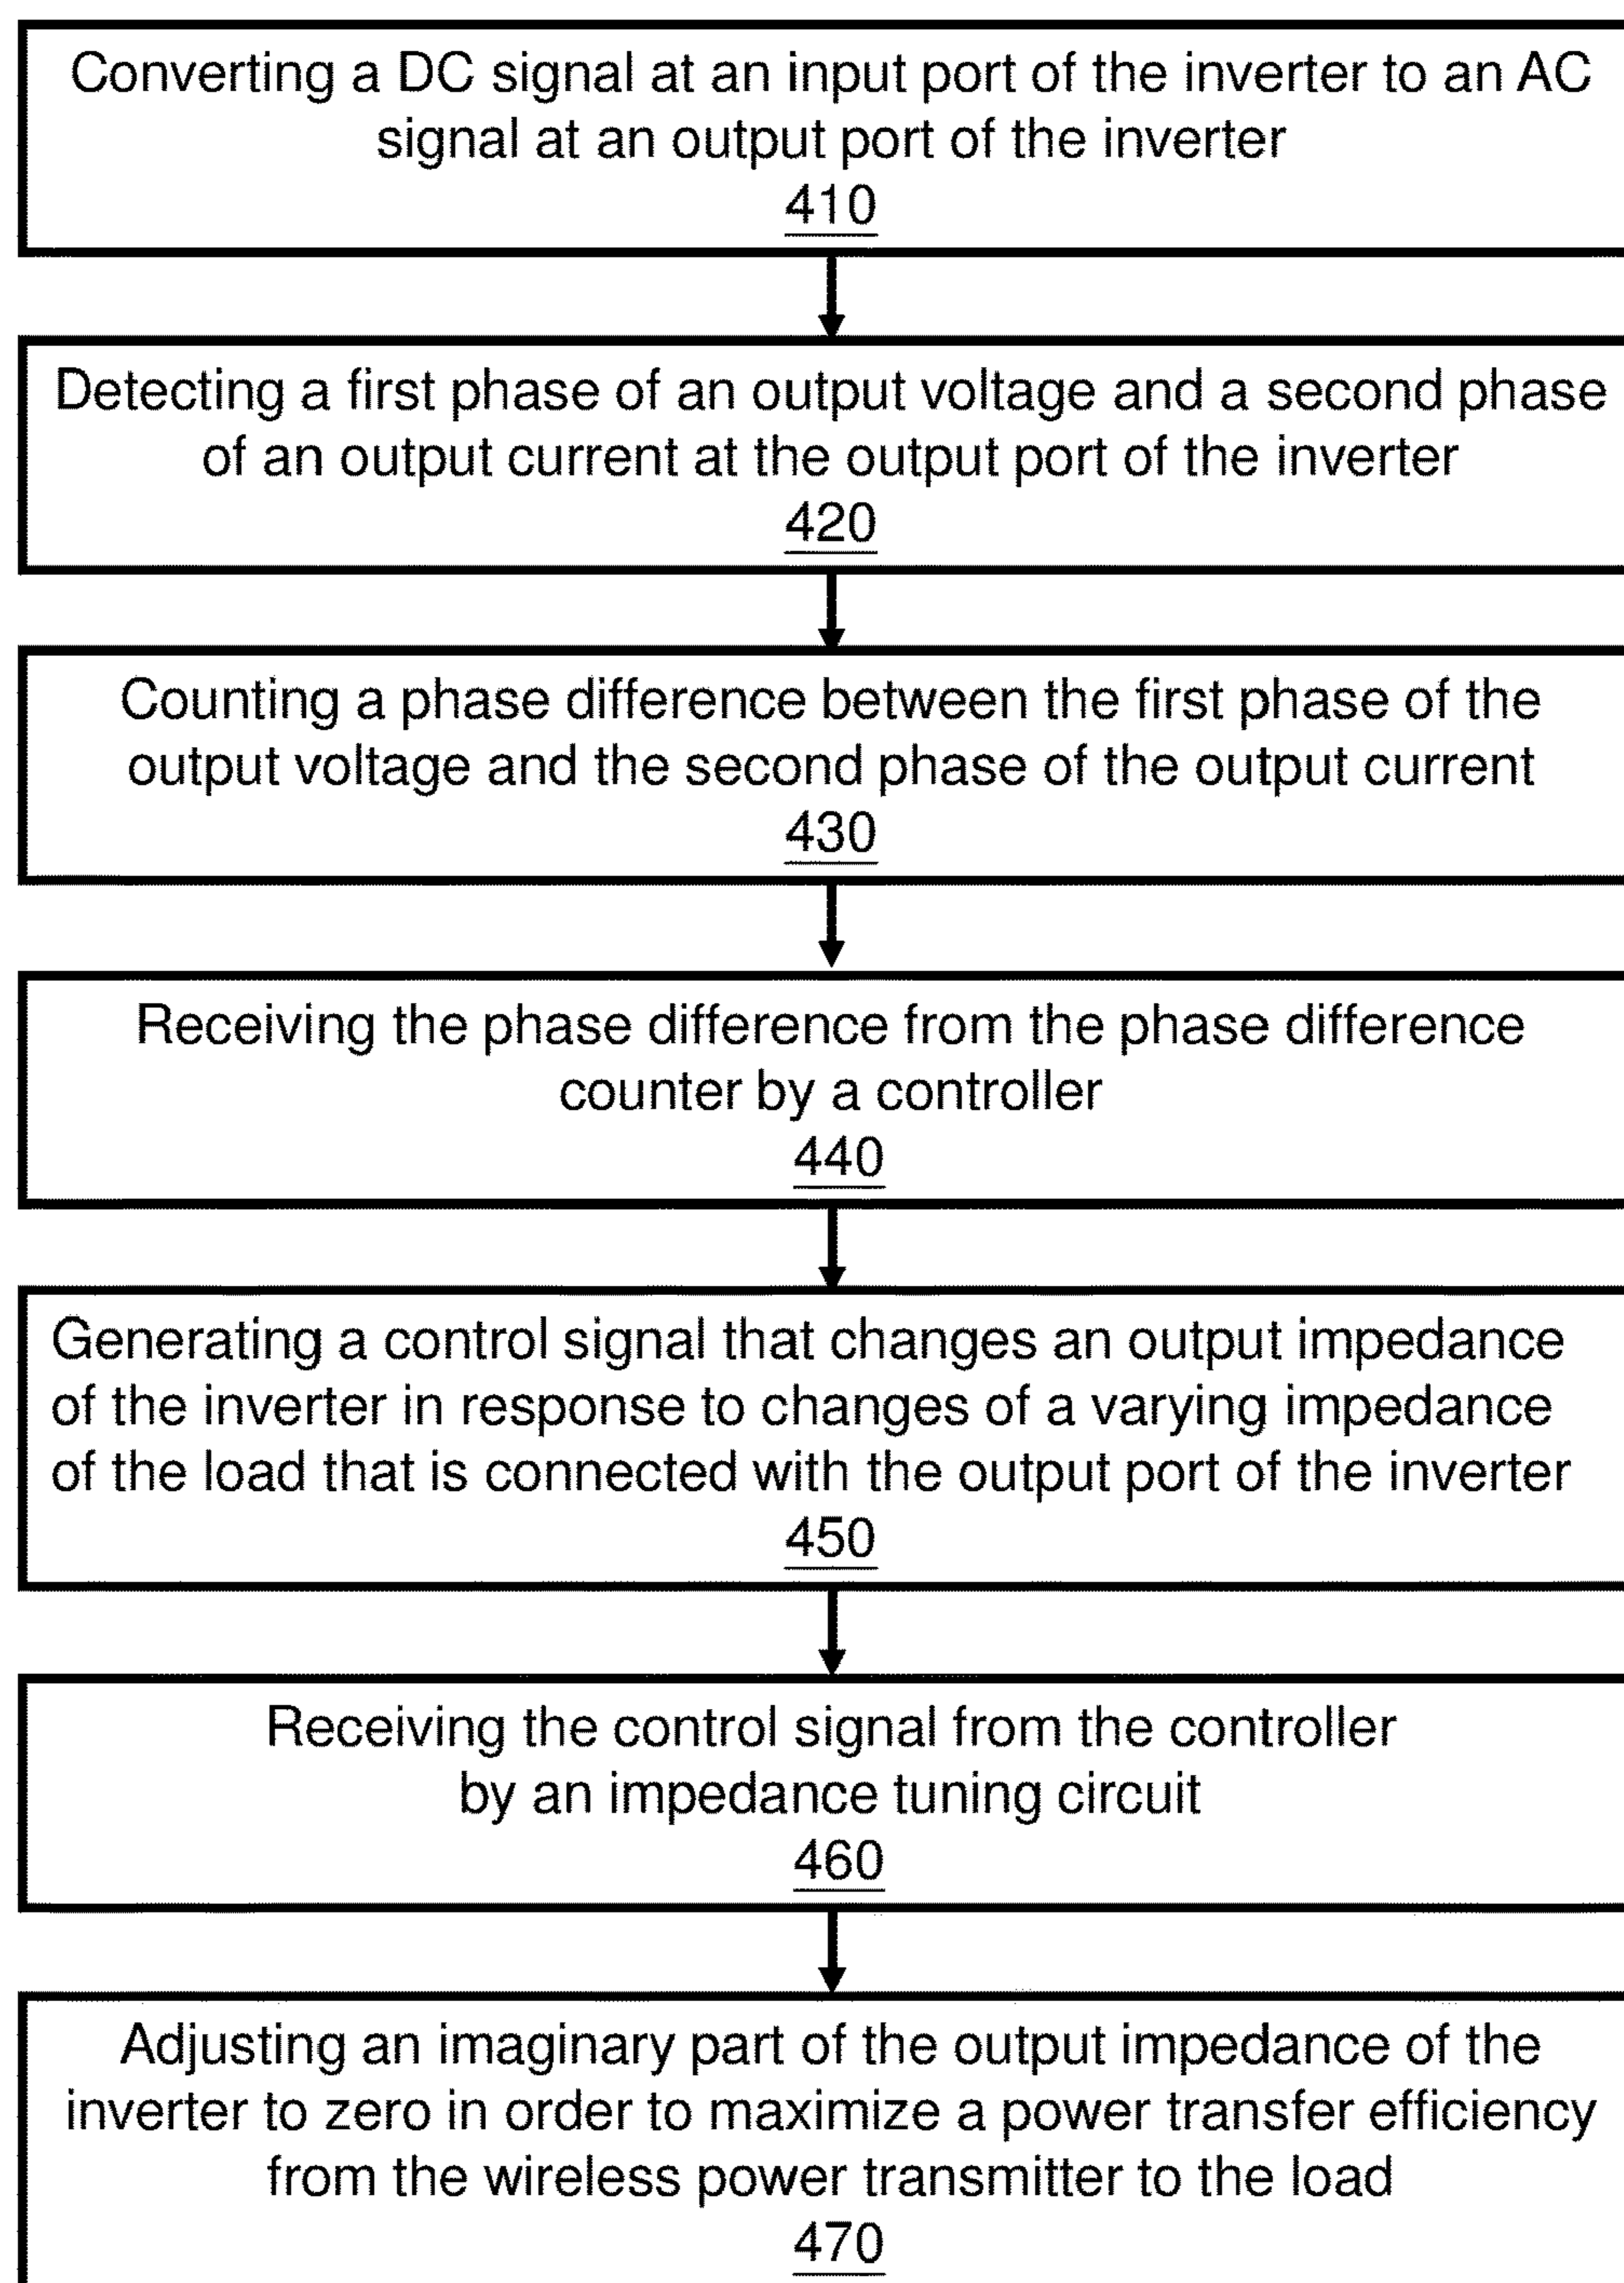 Converting a DC signal at an input port of the inverter to an AC
signal at an output port of the inverter
410
Detecting a first phase of an output voltage and a second phase
of an output current at the output port of the inverter
420
Counting a phase difference between the first phase of the
output voltage and the second phase of the output current
430
Receiving the phase difference from the phase difference
counter by a controller
440
Generating a control signal that changes an output impedance
of the inverter in response to changes of a varying impedance
of the load that is connected with the output port of the inverter
450
Receiving the control signal from the controller
by an impedance tuning circuit
460
Adjusting an imaginary part of the output impedance of the
inverter to zero in order to maximize a power transfer efficiency
from the wireless power transmitter to the load
470